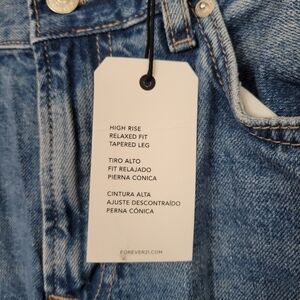 HIGH RISE
RELAXED FIT
TAPERED LEG
TIRO ALTO
FIT RELAJADO
PIERNA CONICA
CINTURA ALTA
AJUSTE DESCONTRAÍDO
PERNA CÓNICA
FOREVER21.COM